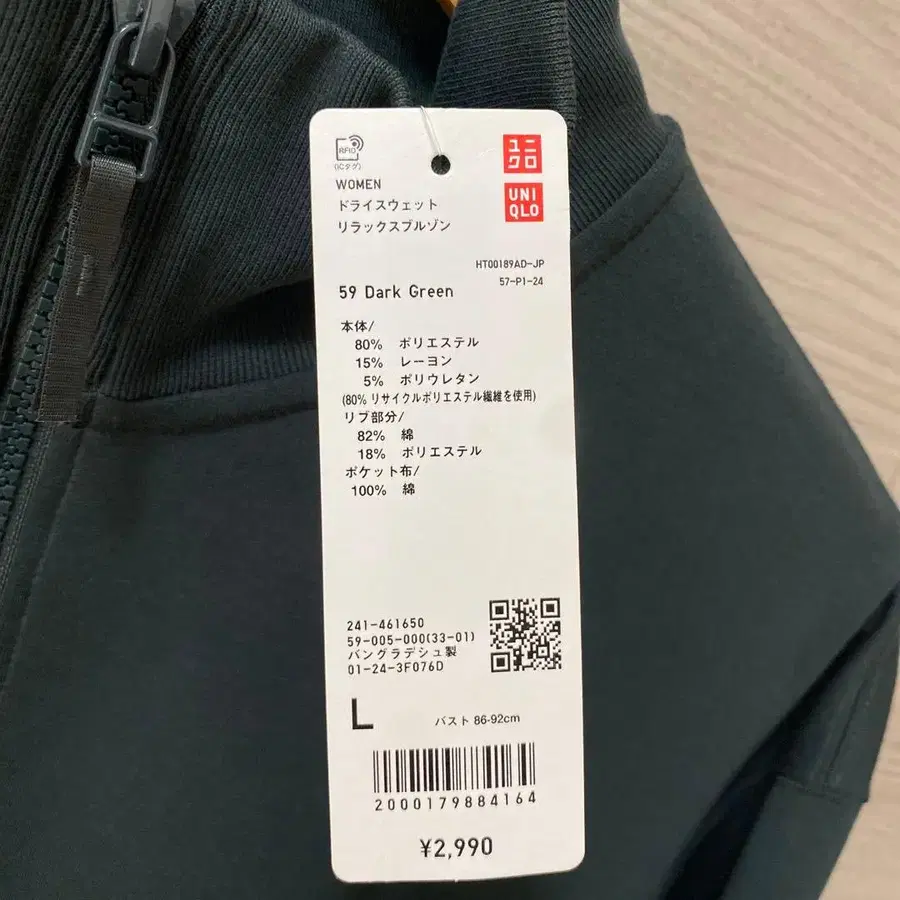 RFID
(ICタグ)
ユニ
クロ
UNI
QLO
WOMEN
ドライスウェット
リラックスブルゾン
HT00189AD-JP
57-P1-24
59 Dark Green
本体/
80% ポリエステル
15% レーヨン
5% ポリウレタン
(80% リサイクルポリエステル繊維を使用)
リブ部分/
82% 綿
18% ポリエステル
ポケット布/
100% 綿
241-461650
59-005-000(33-01)
バングラデシュ製
01-24-3F076D
L バスト 86-92cm
2000179884164
¥2,990